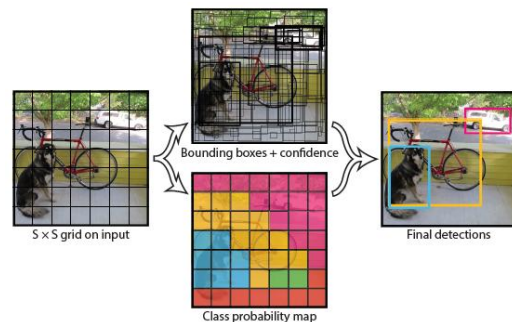 Bounding boxes + confidence
S × S grid on input
Final detections
Class probability map